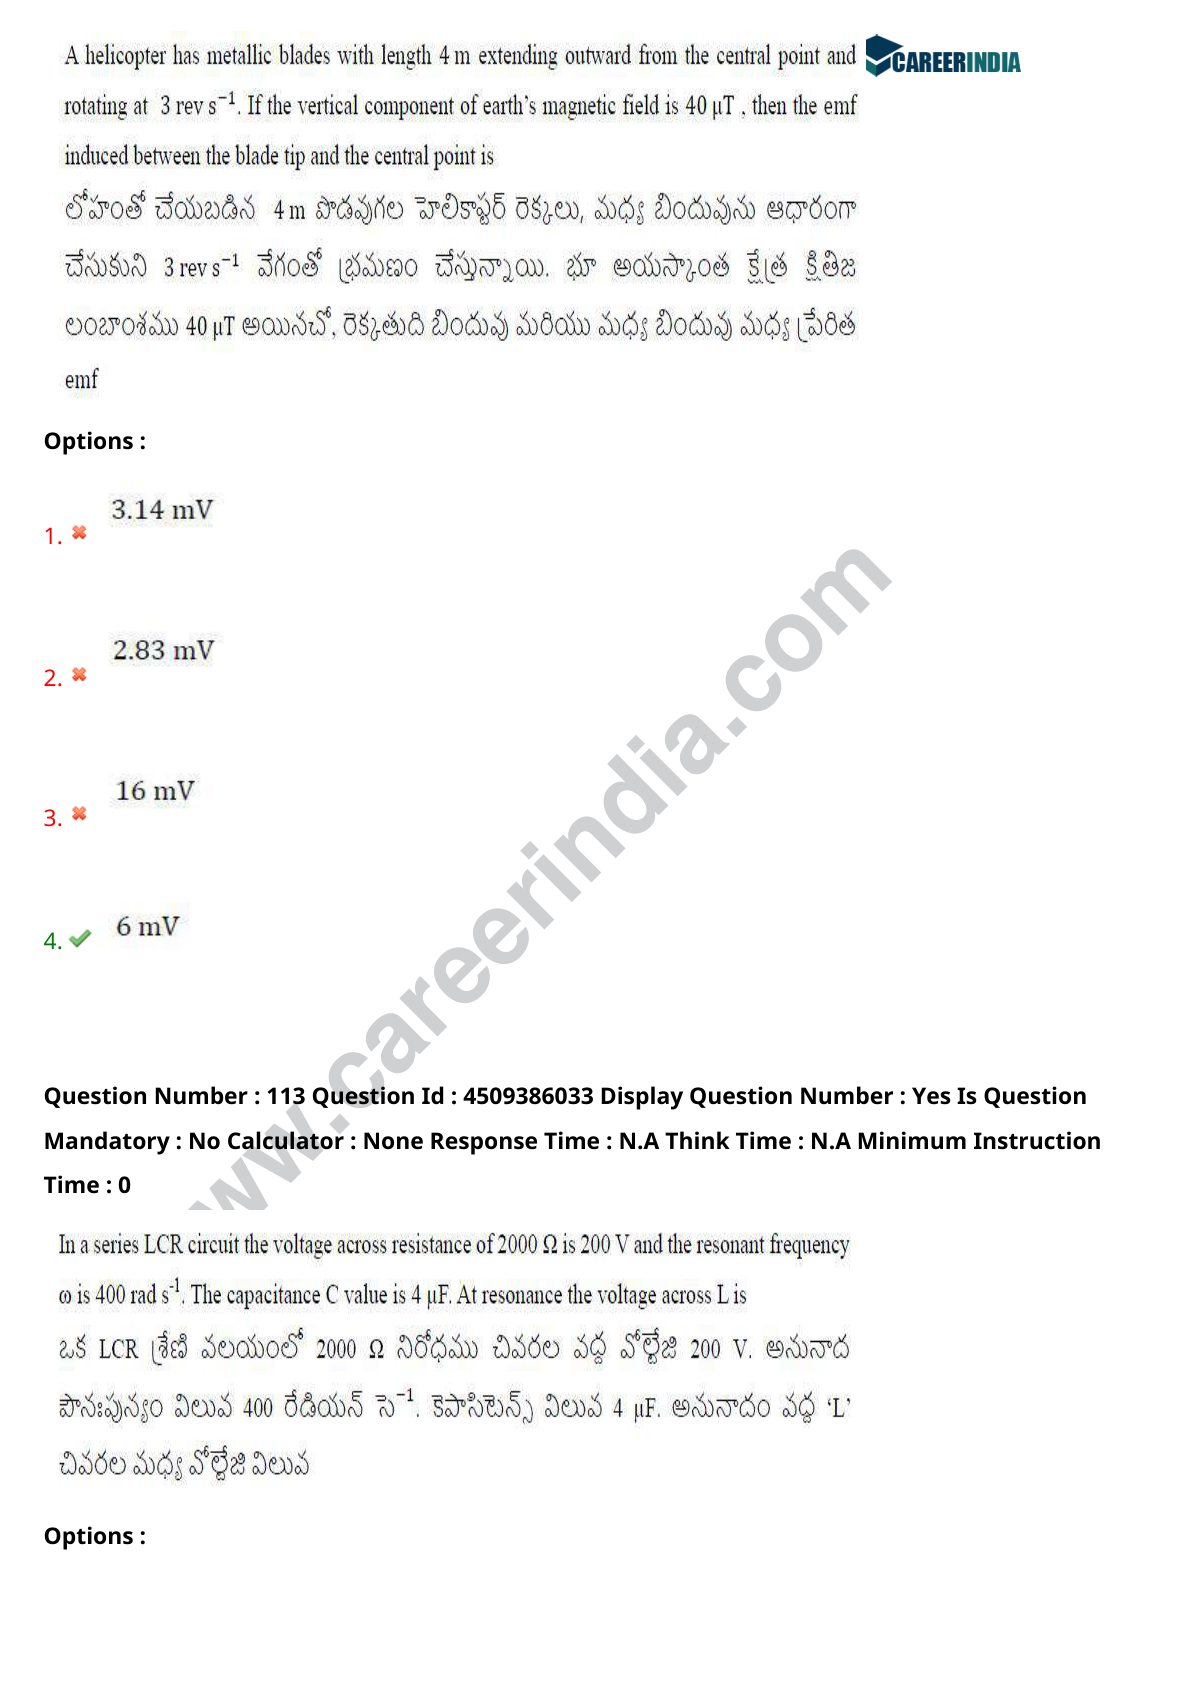 A helicopter has metallic blades with length 4 m extending outward from the central point and
CAREERINDIA
rotating at 3 rev s⁻¹. If the vertical component of earth's magnetic field is 40 μT , then the emf
induced between the blade tip and the central point is
లోహంతో చేయబడిన 4 m పొడవుగల హెలికాప్టర్ రెక్కలు, మధ్య బిందువును ఆధారంగా
చేసుకుని 3 rev s⁻¹ వేగంతో భ్రమణం చేస్తున్నాయి. భూ అయస్కాంత క్షేత్ర క్షితిజ
లంబాంశము 40 μT అయినచో, రెక్కతుది బిందువు మరియు మధ్య బిందువు మధ్య ప్రేరిత
emf
Options :
1. 3.14 mV
2. 2.83 mV
3. 16 mV
4. 6 mV
ww.careerindia.com
Question Number : 113 Question Id : 4509386033 Display Question Number : Yes Is Question
Mandatory : No Calculator : None Response Time : N.A Think Time : N.A Minimum Instruction
Time : 0
In a series LCR circuit the voltage across resistance of 2000 Ω is 200 V and the resonant frequency
ω is 400 rad s⁻¹. The capacitance C value is 4 μF. At resonance the voltage across L is
ఒక LCR శ్రేణి వలయంలో 2000 Ω నిరోధము చివరల వద్ద వోల్టేజి 200 V. అనునాద
పౌనఃపున్యం విలువ 400 రేడియన్ సె⁻¹. కెపాసిటెన్స్ విలువ 4 μF. అనునాదం వద్ద ‘L’
చివరల మధ్య వోల్టేజి విలువ
Options :